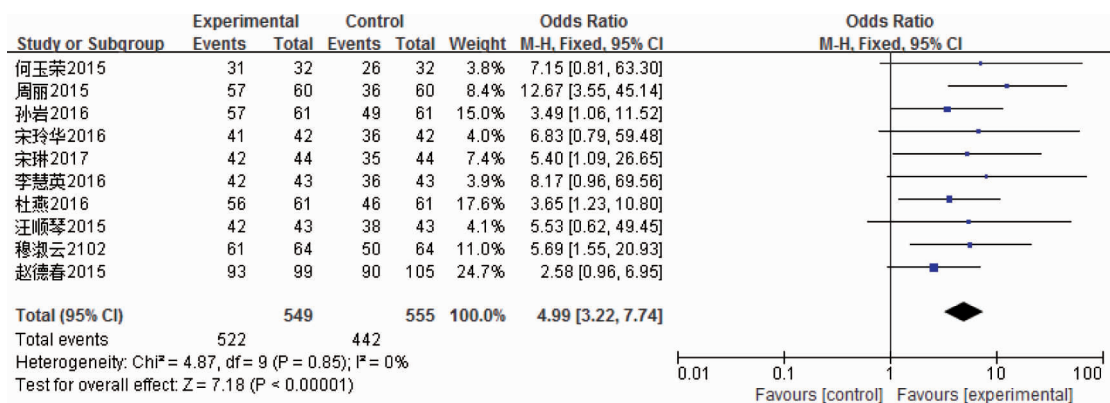 Experimental Control Odds Ratio Odds Ratio
Study or Subgroup Events Total Events Total Weight M-H, Fixed, 95% CI M-H, Fixed, 95% CI
何玉荣2015 31 32 26 32 3.8% 7.15 [0.81, 63.30]
周丽2015 57 60 36 60 8.4% 12.67 [3.55, 45.14]
孙岩2016 57 61 49 61 15.0% 3.49 [1.06, 11.52]
宋玲华2016 41 42 36 42 4.0% 6.83 [0.79, 59.48]
宋琳2017 42 44 35 44 7.4% 5.40 [1.09, 26.65]
李慧英2016 42 43 36 43 3.9% 8.17 [0.96, 69.56]
杜燕2016 56 61 46 61 17.6% 3.65 [1.23, 10.80]
汪顺琴2015 42 43 38 43 4.1% 5.53 [0.62, 49.45]
穆淑云2102 61 64 50 64 11.0% 5.69 [1.55, 20.93]
赵德春2015 93 99 90 105 24.7% 2.58 [0.96, 6.95]
Total (95% CI) 549 555 100.0% 4.99 [3.22, 7.74]
Total events 522 442
Heterogeneity: Chi² = 4.87, df = 9 (P = 0.85); I² = 0%
Test for overall effect: Z = 7.18 (P < 0.00001)
0.01 0.1 1 10 100
Favours [control] Favours [experimental]